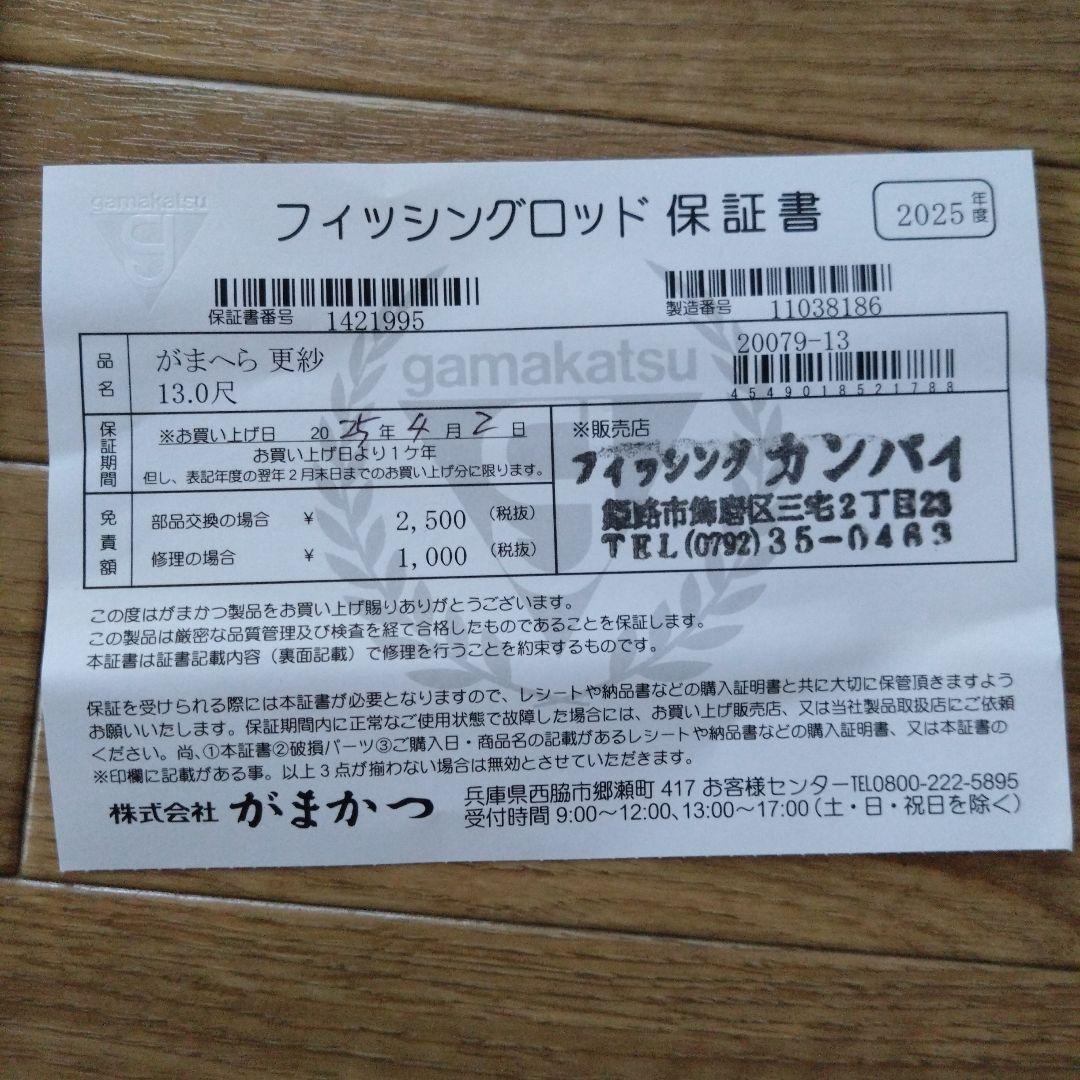 gamakatsu
フィッシングロッド 保証書
2025 年度
保証書番号 1421995
製造番号 11038186
品名
がまへら 更紗
13.0尺
gamakatsu
20079-13
4549018521788
保証期間
※お買い上げ日 2025年 4月 2日
お買い上げ日より1ケ年
但し、表記年度の翌年2月末日までのお買い上げ分に限ります。
※販売店
フィッシング カンバイ
姫路市飾磨区三宅2丁目23
TEL(0792)35-0463
免責額
部品交換の場合 ¥ 2,500 (税抜)
修理の場合 ¥ 1,000 (税抜)
この度はがまかつ製品をお買い上げ賜りありがとうございます。
この製品は厳密な品質管理及び検査を経て合格したものであることを保証します。
本証書は証書記載内容(裏面記載)で修理を行うことを約束するものです。
保証を受けられる際には本証書が必要となりますので、レシートや納品書などの購入証明書と共に大切に保管頂きますよう
お願いいたします。保証期間内に正常なご使用状態で故障した場合には、お買い上げ販売店、又は当社製品取扱店にご依頼
ください。尚、①本証書②破損パーツ③ご購入日・商品名の記載があるレシートや納品書などの購入証明書、又は本証書の
※印欄に記載がある事。以上3点が揃わない場合は無効とさせていただきます。
株式会社 がまかつ
兵庫県西脇市郷瀬町 417 お客様センターTEL0800-222-5895
受付時間 9:00～12:00、13:00～17:00(土・日・祝日を除く)